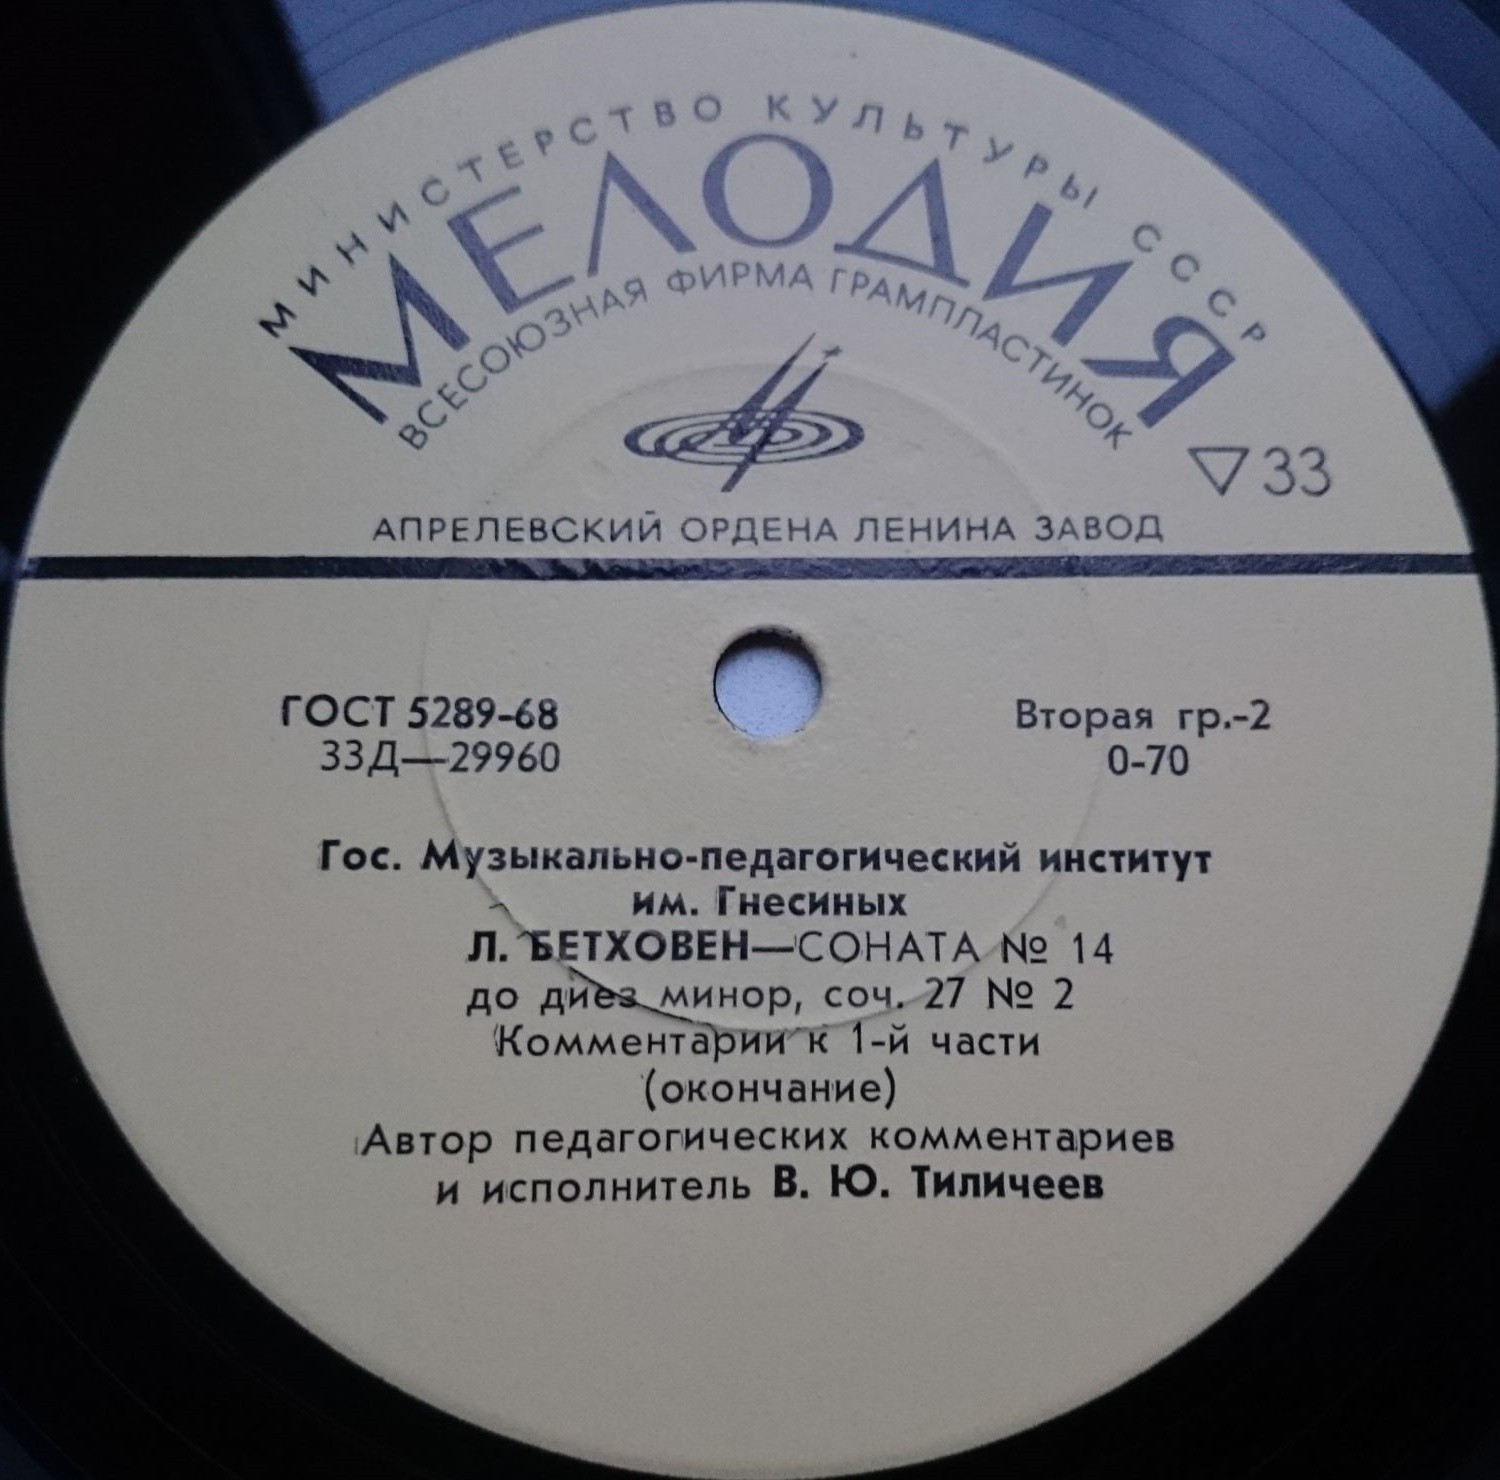 МИНИСТЕРСТВО КУЛЬТУРЫ СССР
МЕЛОДИЯ
ВСЕСОЮЗНАЯ ФИРМА ГРАМПЛАСТИНОК
▽33
АПРЕЛЕВСКИЙ ОРДЕНА ЛЕНИНА ЗАВОД
ГОСТ 5289-68
33Д—29960
Вторая гр.-2
0-70
Гос. Музыкально-педагогический институт
им. Гнесиных
Л. БЕТХОВЕН—СОНАТА № 14
до диез минор, соч. 27 № 2
Комментарии к 1-й части
(окончание)
Автор педагогических комментариев
и исполнитель В. Ю. Тиличеев